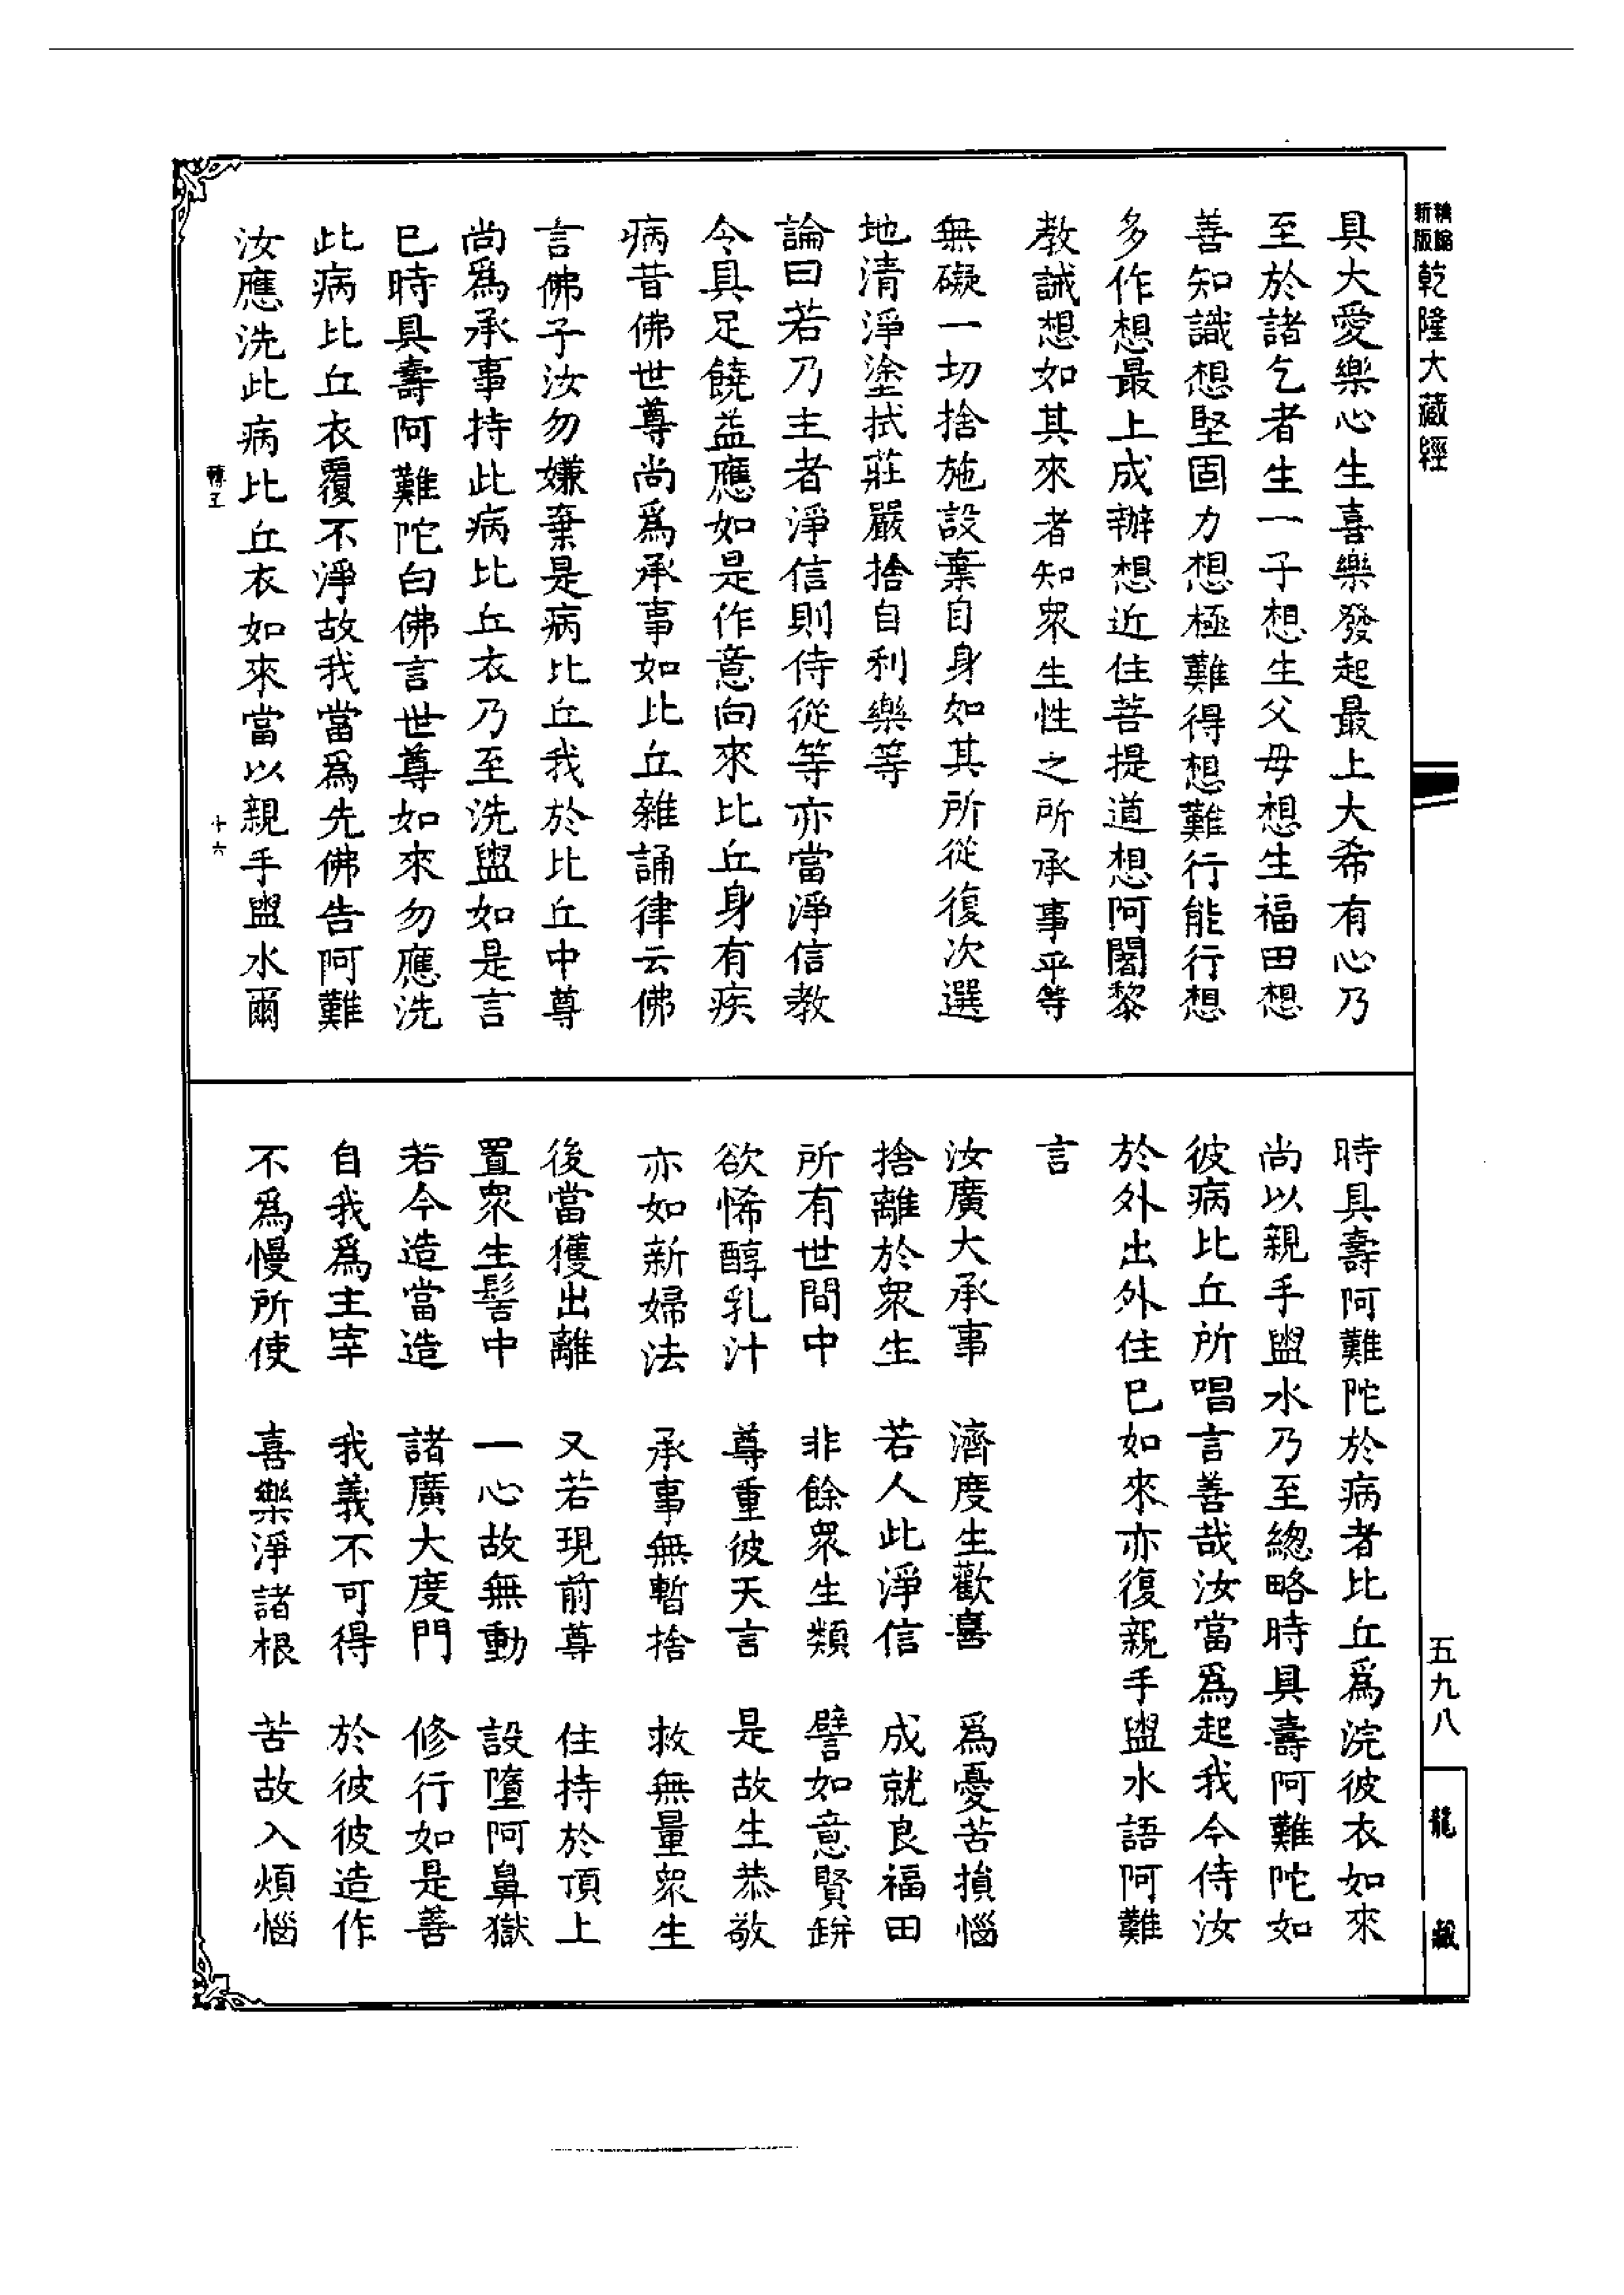 精縮新版乾隆大藏經
具大愛樂心生喜樂發起最上大希有心乃
至於諸乞者生一子想生父母想生福田想
善知識想堅固力想極難得想難行能行想
多作想最上成辦想近住菩提道想阿闍黎
教誡想如其來者知眾生性之所承事平等
無礙一切捨施設棄自身如其所從復次選
地清淨塗拭莊嚴捨自利樂等
論曰若乃主者淨信則侍從等亦當淨信教
令具足饒益應如是作意向來比丘身有疾
病昔佛世尊尚爲承事如比丘雜誦律云佛
言佛子汝勿嫌棄是病比丘我於比丘中尊
尚爲承事持此病比丘衣乃至洗盥如是言
已時具壽阿難陀白佛言世尊如來勿應洗
此病比丘衣覆不淨故我當爲先佛告阿難
汝應洗此病比丘衣如來當以親手盥水爾
十六
時具壽阿難陀於病者比丘爲浣彼衣如來
尚以親手盥水乃至總略時具壽阿難陀如
彼病比丘所唱言善哉汝當爲起我今侍汝
於外出外住已如來亦復親手盥水語阿難
言
汝廣大承事　濟度生歡喜　爲憂苦損惱
捨離於眾生　若人此淨信　成就良福田
所有世間中　非餘眾生類　譬如意賢缾
欲悕醇乳汁　尊重彼天言　是故生恭敬
亦如新婦法　承事無暫捨　救無量眾生
後當獲出離　又若現前尊　住持於頂上
置眾生髻中　一心故無動　設墮阿鼻獄
若今造當造　諸廣大度門　修行如是善
自我爲主宰　我義不可得　於彼彼造作
不爲慢所使　喜樂淨諸根　苦故入煩惱
五九八
龍藏